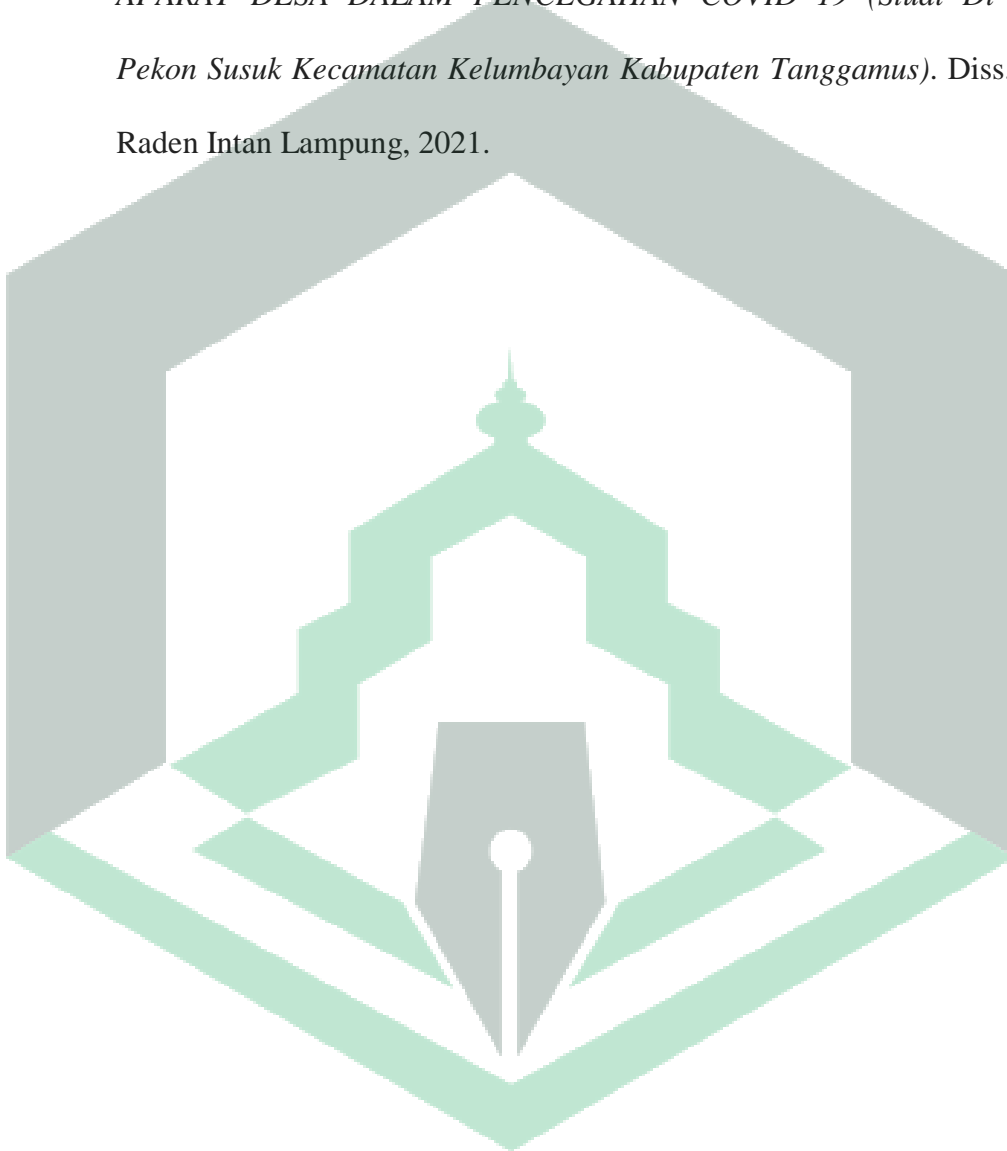 APARAT DESA DALAM PENCEGAHAN COVID 19 (Studi Di
Pekon Susuk Kecamatan Kelumbayan Kabupaten Tanggamus). Diss.
Raden Intan Lampung, 2021.